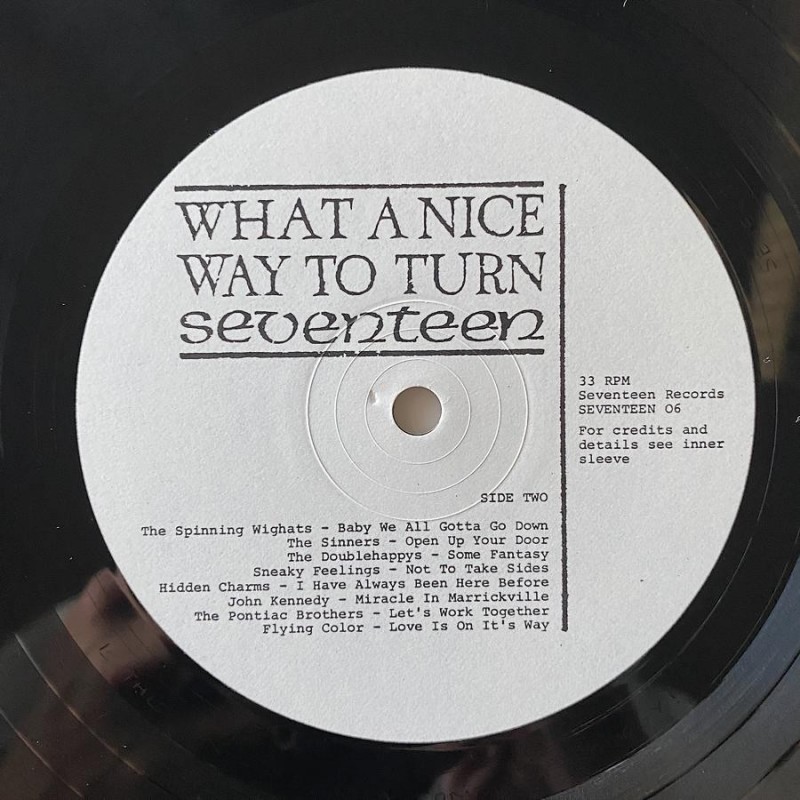 WHAT A NICE
WAY TO TURN
seventeen
33 RPM
Seventeen Records
SEVENTEEN 06
For credits and
details see inner
sleeve
SIDE TWO
The Spinning Wighats - Baby We All Gotta Go Down
The Sinners - Open Up Your Door
The Doublehappys - Some Fantasy
Sneaky Feelings - Not To Take Sides
Hidden Charms - I Have Always Been Here Before
John Kennedy - Miracle In Marrickville
The Pontiac Brothers - Let's Work Together
Flying Color - Love Is On It's Way